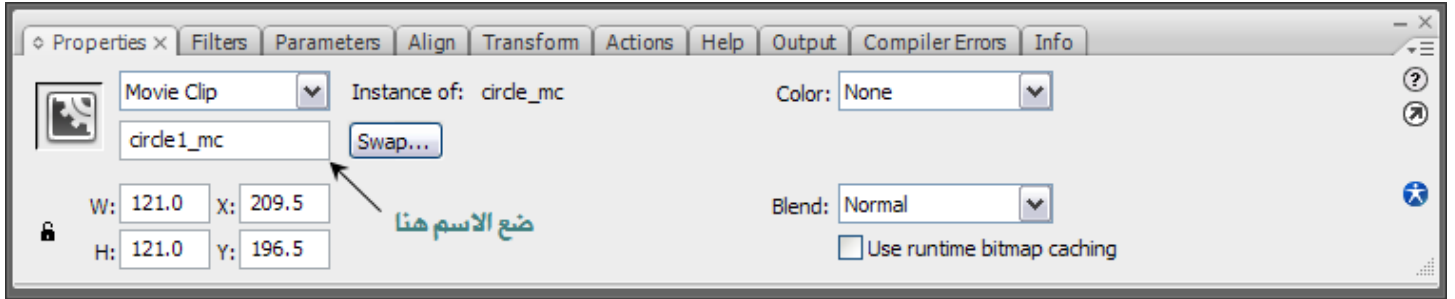 Properties Filters Parameters Align Transform Actions Help Output Compiler Errors Info
Movie Clip Instance of: circle_mc Color: None
circle1_mc Swap...
ضع الاسم هنا
W: 121.0 X: 209.5 Blend: Normal
H: 121.0 Y: 196.5 Use runtime bitmap caching